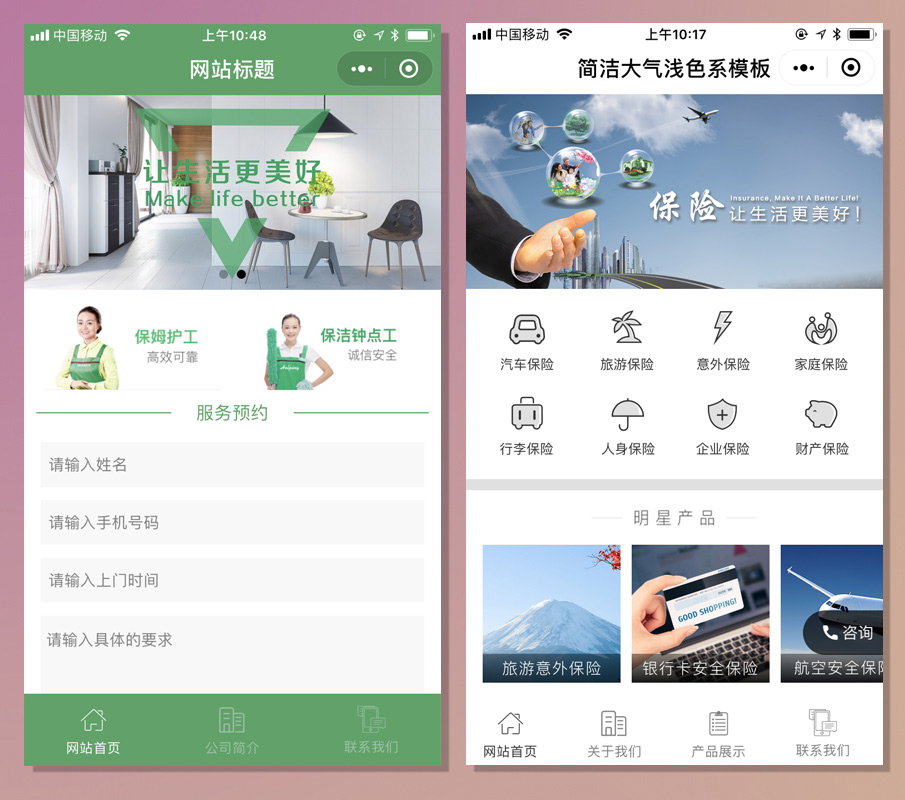 中国移动
上午10:48
网站标题
让生活更美好
Make life better
保姆护工
高效可靠
保洁钟点工
诚信安全
服务预约
请输入姓名
请输入手机号码
请输入上门时间
请输入具体的要求
网站首页
公司简介
联系我们
中国移动
上午10:17
简洁大气浅色系模板
保险
Insurance, Make It A Better Life!
让生活更美好!
汽车保险
旅游保险
意外保险
家庭保险
行李保险
人身保险
企业保险
财产保险
明星产品
GOOD SHOPPING!
旅游意外保险
银行卡安全保险
航空安全保
咨询
网站首页
关于我们
产品展示
联系我们